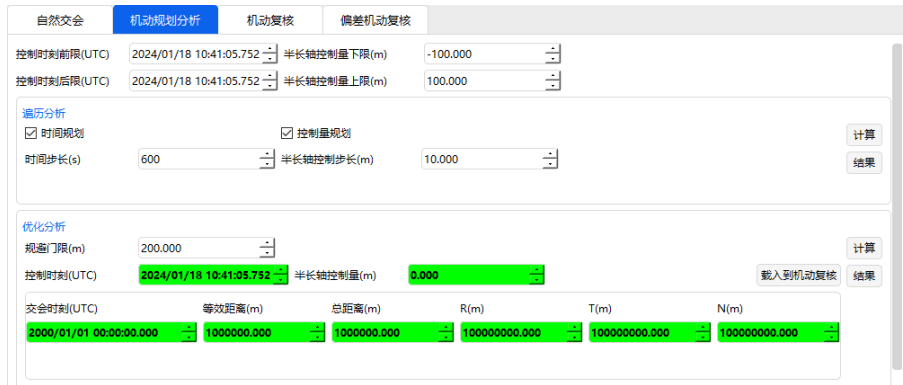 自然交会 机动规划分析 机动复核 偏差机动复核
控制时刻前限(UTC) 2024/01/18 10:41:05.752 半长轴控制量下限(m) -100.000
控制时刻后限(UTC) 2024/01/18 10:41:05.752 半长轴控制量上限(m) 100.000
遍历分析
时间规划 控制量规划 计算
时间步长(s) 600 半长轴控制步长(m) 10.000 结果
优化分析
规避门限(m) 200.000 计算
控制时刻(UTC) 2024/01/18 10:41:05.752 半长轴控制量(m) 0.000 载入到机动复核 结果
交会时刻(UTC) 等效距离(m) 总距离(m) R(m) T(m) N(m)
2000/01/01 00:00:00.000 1000000.000 1000000.000 100000000.000 100000000.000 100000000.000